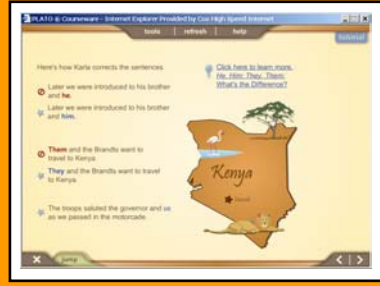 PLATO ® Courseware - Internet Explorer Provided by Cox High Speed Internet
tools | refresh | help
tutorial
Here's how Karla corrects the sentences
Click here to learn more.
He, Him; They, Them:
What's the Difference?
Later we were introduced to his brother
and he.
Later we were introduced to his brother
and him.
Them and the Brandts want to
travel to Kenya
They and the Brandts want to travel
to Kenya
The troops saluted the governor and us
as we passed in the motorcade.
Kenya
jump